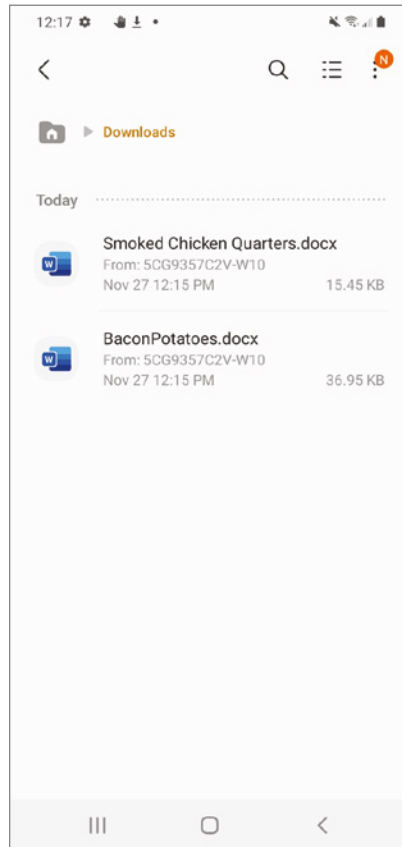 12:17
N
Downloads
Today
Smoked Chicken Quarters.docx
From: 5CG9357C2V-W10
Nov 27 12:15 PM 15.45 KB
BaconPotatoes.docx
From: 5CG9357C2V-W10
Nov 27 12:15 PM 36.95 KB
W
W